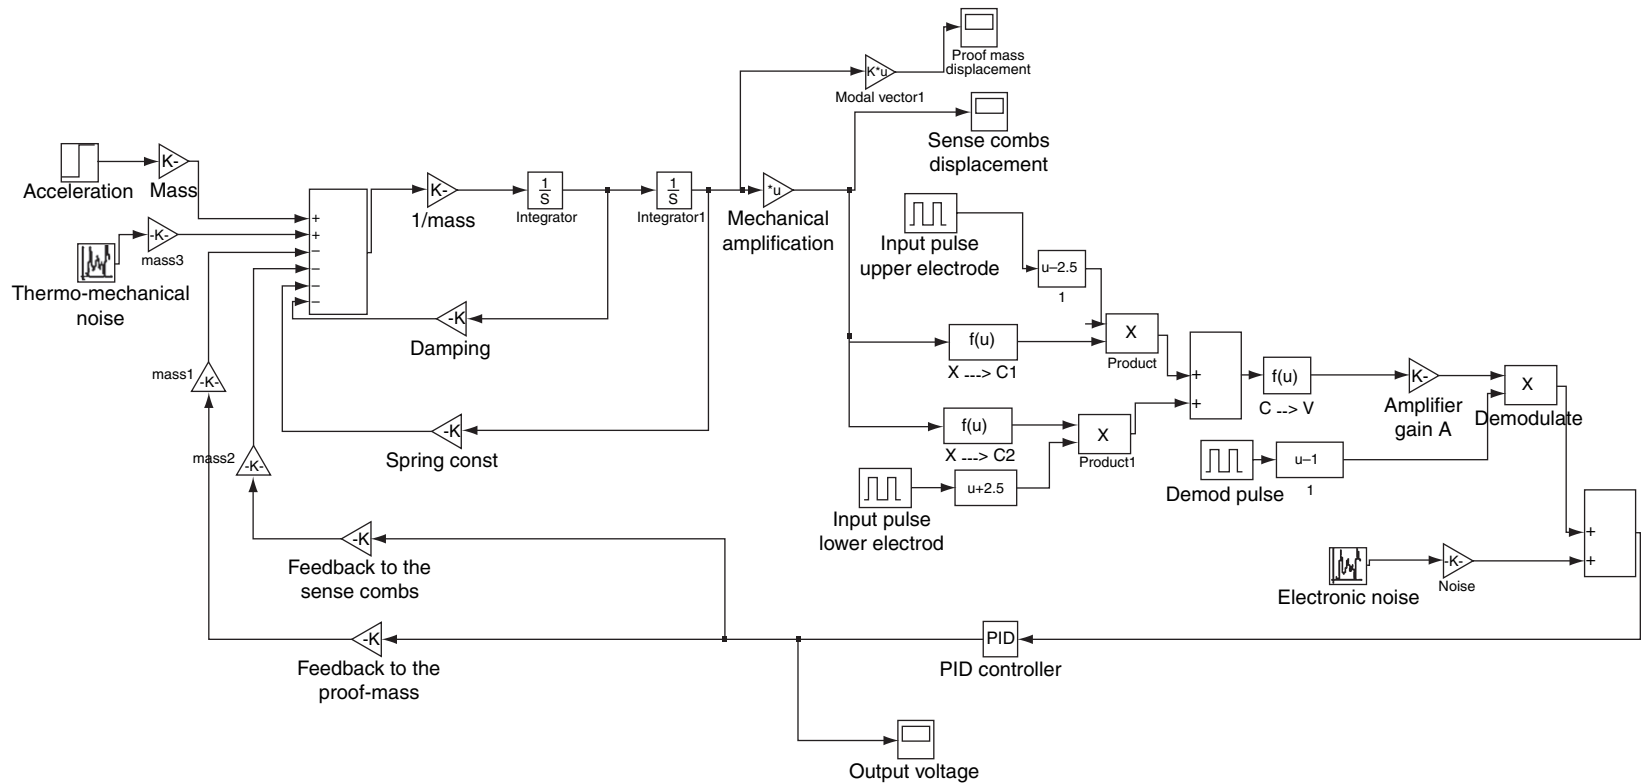 Proof mass
displacement
K*u
Modal vector1
Sense combs
displacement
Acceleration
K-
Mass
-K-
mass3
Thermo-mechanical
noise
+
+
−
−
−
−
K-
1/mass
1
S
Integrator
1
S
Integrator1
*u
Mechanical
amplification
Input pulse
upper electrode
u−2.5
1
-K
Damping
f(u)
X ---> C1
X
Product
mass1
-K-
+
+
f(u)
C --> V
K-
Amplifier
gain A
X
Demodulate
-K
Spring const
f(u)
X ---> C2
X
Product1
mass2
-K-
Input pulse
lower electrod
u+2.5
Demod pulse
u−1
1
-K
Feedback to the
sense combs
Electronic noise
-K-
Noise
+
+
-K
Feedback to the
proof-mass
PID
PID controller
Output voltage